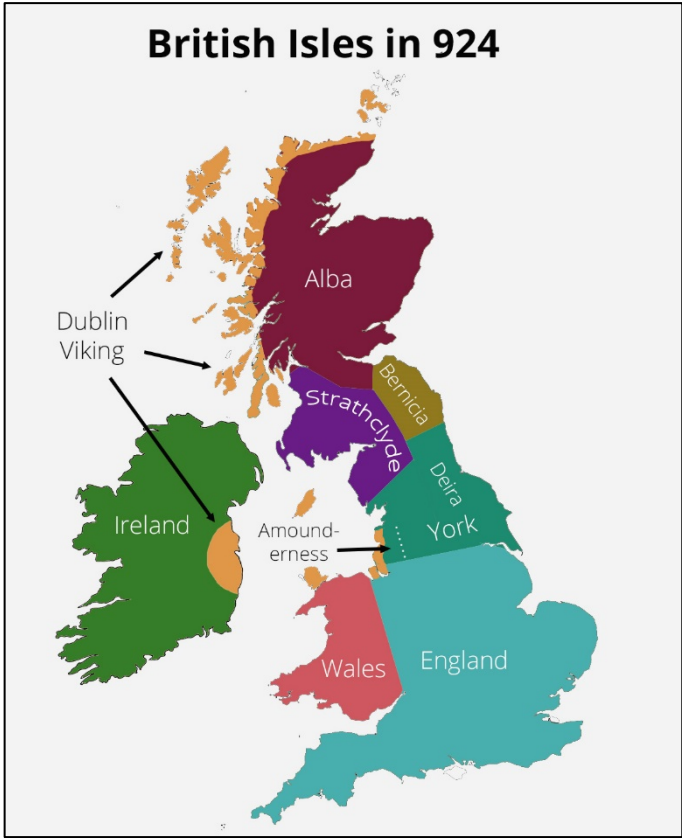 British Isles in 924
Alba
Dublin
Viking
Bernicia
Strathclyde
Deira
York
Ireland
Amound-
erness
Wales
England